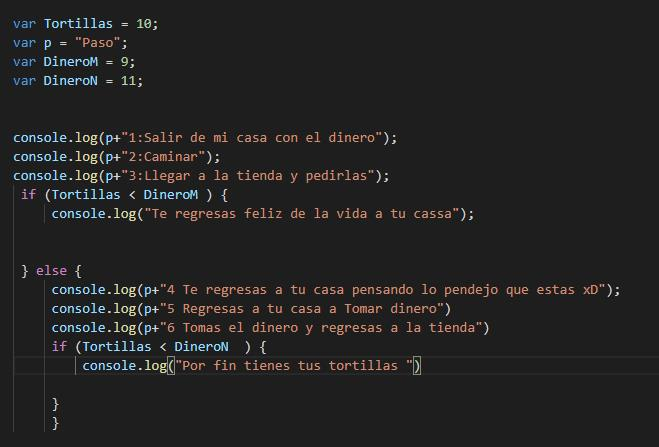 var Tortillas = 10;
var p = "Paso";
var DineroM = 9;
var DineroN = 11;
console.log(p+"1:Salir de mi casa con el dinero");
console.log(p+"2:Caminar");
console.log(p+"3:Llegar a la tienda y pedirlas");
if (Tortillas < DineroM ) {
console.log("Te regresas feliz de la vida a tu cassa");
} else {
console.log(p+"4 Te regresas a tu casa pensando lo pendejo que estas xD");
console.log(p+"5 Regresas a tu casa a Tomar dinero")
console.log(p+"6 Tomas el dinero y regresas a la tienda")
if (Tortillas < DineroN  ) {
console.log("Por fin tienes tus tortillas ")
}
}